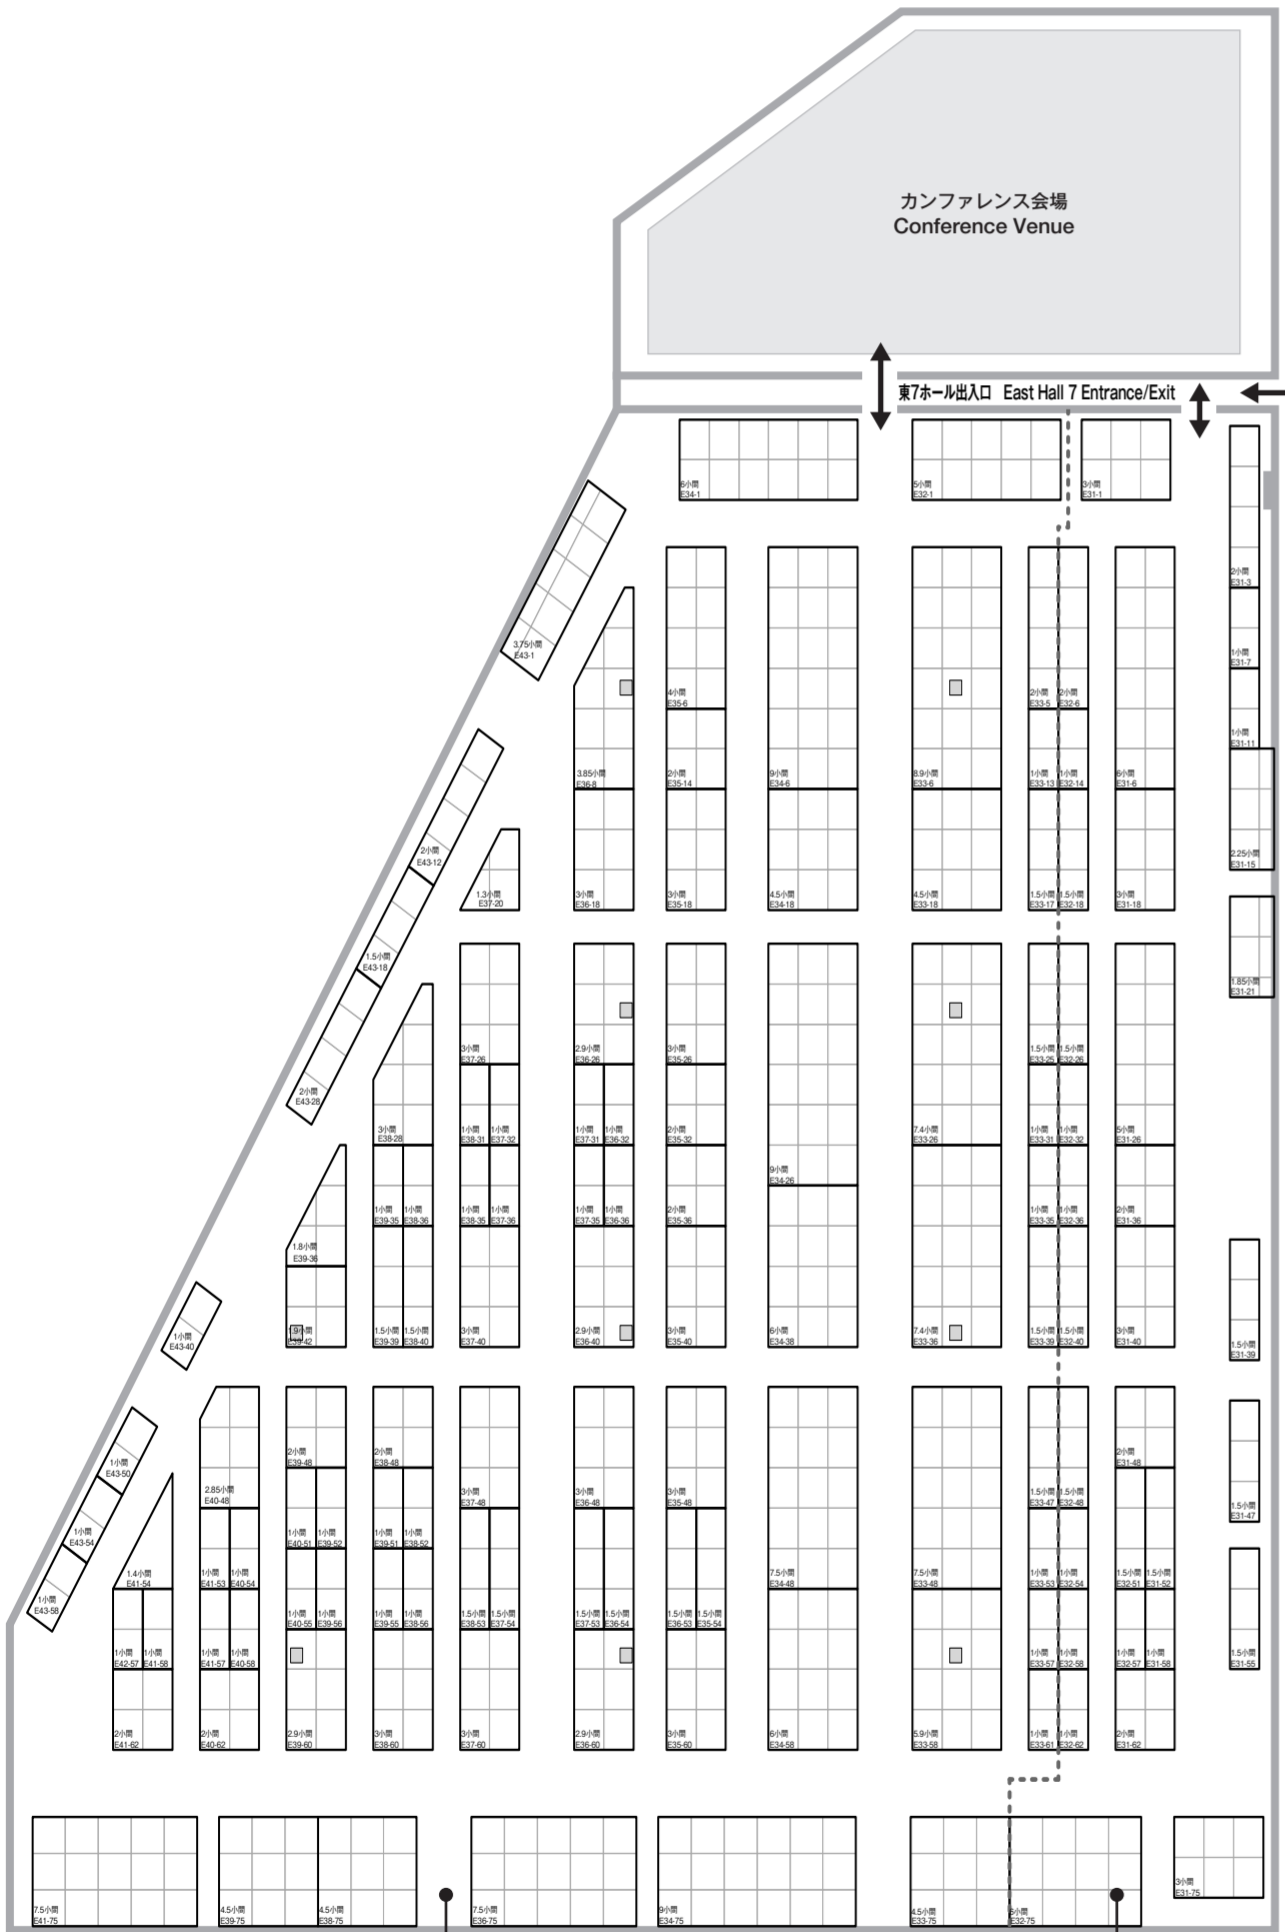 カンファレンス会場
Conference Venue
東7ホール出入口 East Hall 7 Entrance/Exit
6小間
E34-1
5小間
E32-1
3小間
E31-1
2小間
E31-3
3.75小間
E43-1
1小間
E31-7
4小間
E35-6
2小間
E33-5
2小間
E32-6
1小間
E31-11
3.85小間
E36-8
2小間
E35-14
9小間
E34-6
8.9小間
E33-6
1小間
E33-13
1小間
E32-14
6小間
E31-6
2小間
E43-12
2.25小間
E31-15
1.3小間
E37-20
3小間
E36-18
3小間
E35-18
4.5小間
E34-18
4.5小間
E33-18
1.5小間
E33-17
1.5小間
E32-18
3小間
E31-18
1.5小間
E43-18
1.85小間
E31-21
3小間
E37-26
2.9小間
E36-26
3小間
E35-26
1.5小間
E33-25
1.5小間
E32-26
2小間
E43-28
3小間
E38-28
1小間
E38-31
1小間
E37-32
1小間
E37-31
1小間
E36-32
2小間
E35-32
7.4小間
E33-26
1小間
E33-31
1小間
E32-32
5小間
E31-26
9小間
E34-26
1小間
E39-35
1小間
E38-36
1小間
E38-35
1小間
E37-36
1小間
E37-35
1小間
E36-36
2小間
E35-36
1小間
E33-35
1小間
E32-36
2小間
E31-36
1.8小間
E39-36
1小間
E43-40
1.9小間
E39-42
1.5小間
E39-39
1.5小間
E38-40
3小間
E37-40
2.9小間
E36-40
3小間
E35-40
6小間
E34-38
7.4小間
E33-36
1.5小間
E33-39
1.5小間
E32-40
3小間
E31-40
1.5小間
E31-39
1小間
E43-50
2.85小間
E40-48
2小間
E39-48
2小間
E38-48
3小間
E37-48
3小間
E36-48
3小間
E35-48
1.5小間
E33-47
1.5小間
E32-48
2小間
E31-48
1.5小間
E31-47
1小間
E43-54
1小間
E40-51
1小間
E39-52
1小間
E39-51
1小間
E38-52
1.4小間
E41-54
1小間
E41-53
1小間
E40-54
7.5小間
E34-48
7.5小間
E33-48
1小間
E33-53
1小間
E32-54
1.5小間
E32-51
1.5小間
E31-52
1小間
E43-58
1小間
E40-55
1小間
E39-56
1小間
E39-55
1小間
E38-56
1.5小間
E38-53
1.5小間
E37-54
1.5小間
E37-53
1.5小間
E36-54
1.5小間
E36-53
1.5小間
E35-54
1小間
E42-57
1小間
E41-58
1小間
E41-57
1小間
E40-58
1小間
E33-57
1小間
E32-58
1小間
E32-57
1小間
E31-58
1.5小間
E31-55
2小間
E41-62
2小間
E40-62
2.9小間
E39-60
3小間
E38-60
3小間
E37-60
2.9小間
E36-60
3小間
E35-60
6小間
E34-58
5.9小間
E33-58
1小間
E33-61
1小間
E32-62
2小間
E31-62
7.5小間
E41-75
4.5小間
E39-75
4.5小間
E38-75
7.5小間
E36-75
9小間
E34-75
4.5小間
E33-75
6小間
E32-75
3小間
E31-75